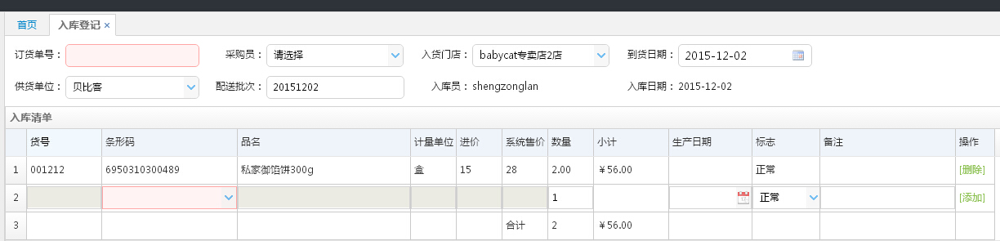 首页 入库登记 ×
订货单号： 采购员： 请选择 入货门店： babycat专卖店2店 到货日期： 2015-12-02
供货单位： 贝比客 配送批次： 20151202 入库员： shengzonglan 入库日期： 2015-12-02
入库清单
货号 条形码 品名 计量单位 进价 系统售价 数量 小计 生产日期 标志 备注 操作
1 001212 6950310300489 私家御馅饼300g 盒 15 28 2.00 ￥56.00 正常 [删除]
2 1 正常 [添加]
3 合计 2 ￥56.00